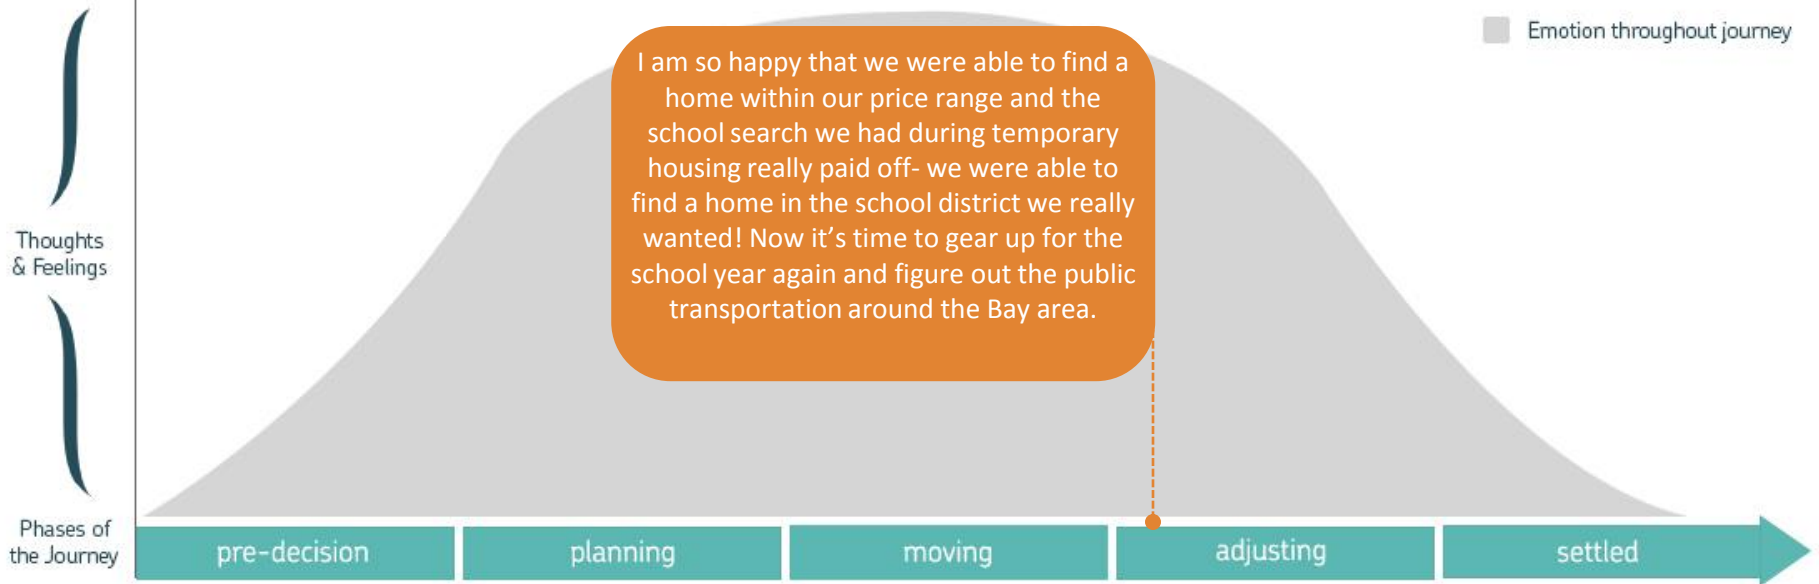 Emotion throughout journey
I am so happy that we were able to find a
home within our price range and the
school search we had during temporary
housing really paid off- we were able to
find a home in the school district we really
wanted! Now it’s time to gear up for the
school year again and figure out the public
transportation around the Bay area.
Thoughts
& Feelings
Phases of
the Journey
pre-decision
planning
moving
adjusting
settled